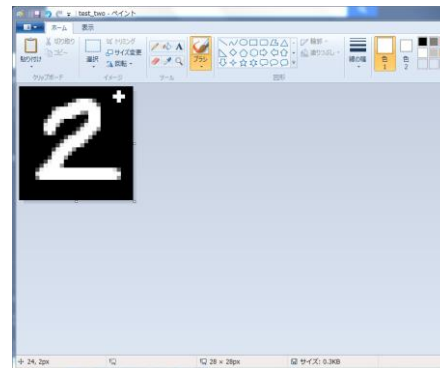 test_two - ペイント
ホーム 表示
貼り付け
切り取り
コピー
クリップボード
選択
トリミング
サイズ変更
回転
イメージ
A
ツール
ブラシ
図形
線の幅
色
1
色
2
2
24, 2px
28 × 28px
サイズ: 0.3KB